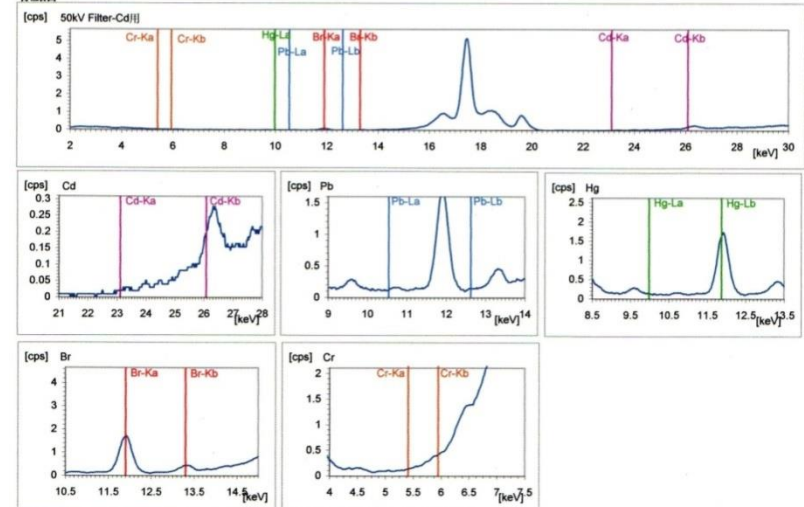 [cps] 50kV Filter-Cd用
Cr-Ka Cr-Kb Hg-La Pb-La Br-Ka Pb-Lb Br-Kb Cd-Ka Cd-Kb
5
4
3
2
1
0
2 4 6 8 10 12 14 16 18 20 22 24 26 28 30
[keV]
[cps] Cd
Cd-Ka Cd-Kb
0.3
0.25
0.2
0.15
0.1
0.05
0
21 22 23 24 25 26 27 28
[keV]
[cps] Pb
Pb-La Pb-Lb
1.5
1
0.5
0
9 10 11 12 13 14
[keV]
[cps] Hg
Hg-La Hg-Lb
2.5
2
1.5
1
0.5
0
8.5 9.5 10.5 11.5 12.5 13.5
[keV]
[cps] Br
Br-Ka Br-Kb
4
3
2
1
0
10.5 11.5 12.5 13.5 14.5
[keV]
[cps] Cr
Cr-Ka Cr-Kb
2
1.5
1
0.5
0
4 4.5 5 5.5 6 6.5 7 7.5
[keV]